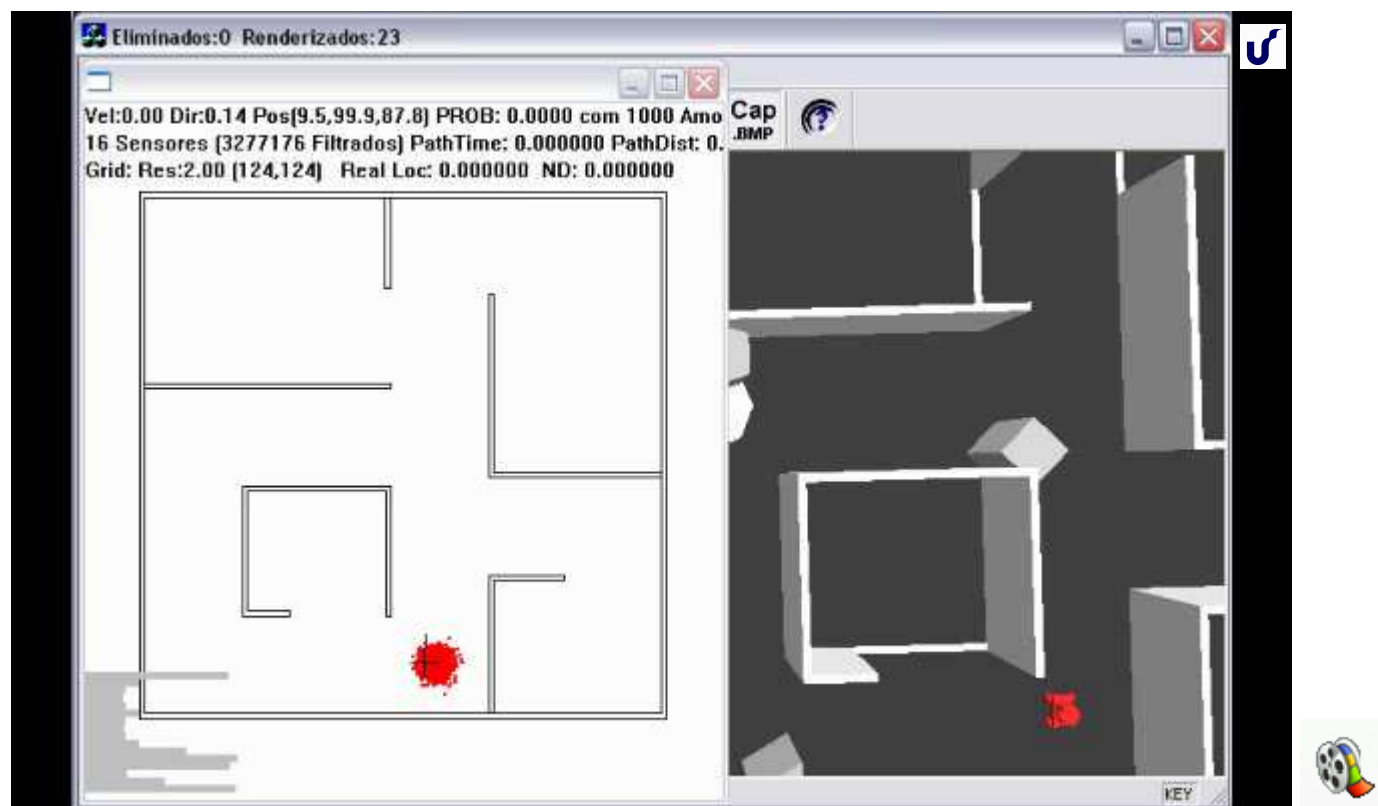 Eliminados:0 Renderizados:23
Vel:0.00 Dir:0.14 Pos(9.5,99.9,87.8) PROB: 0.0000 com 1000 Amo
16 Sensores (3277176 Filtrados) PathTime: 0.000000 PathDist: 0.
Grid: Res:2.00 (124,124) Real Loc: 0.000000 ND: 0.000000
Cap
.BMP
?
KEY